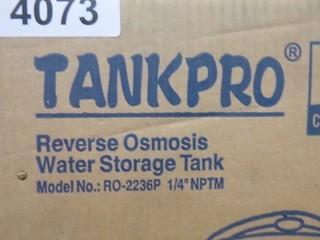 4073
TANKPRO®
Reverse Osmosis
Water Storage Tank
Model No.: RO-2236P 1/4" NPTM
C